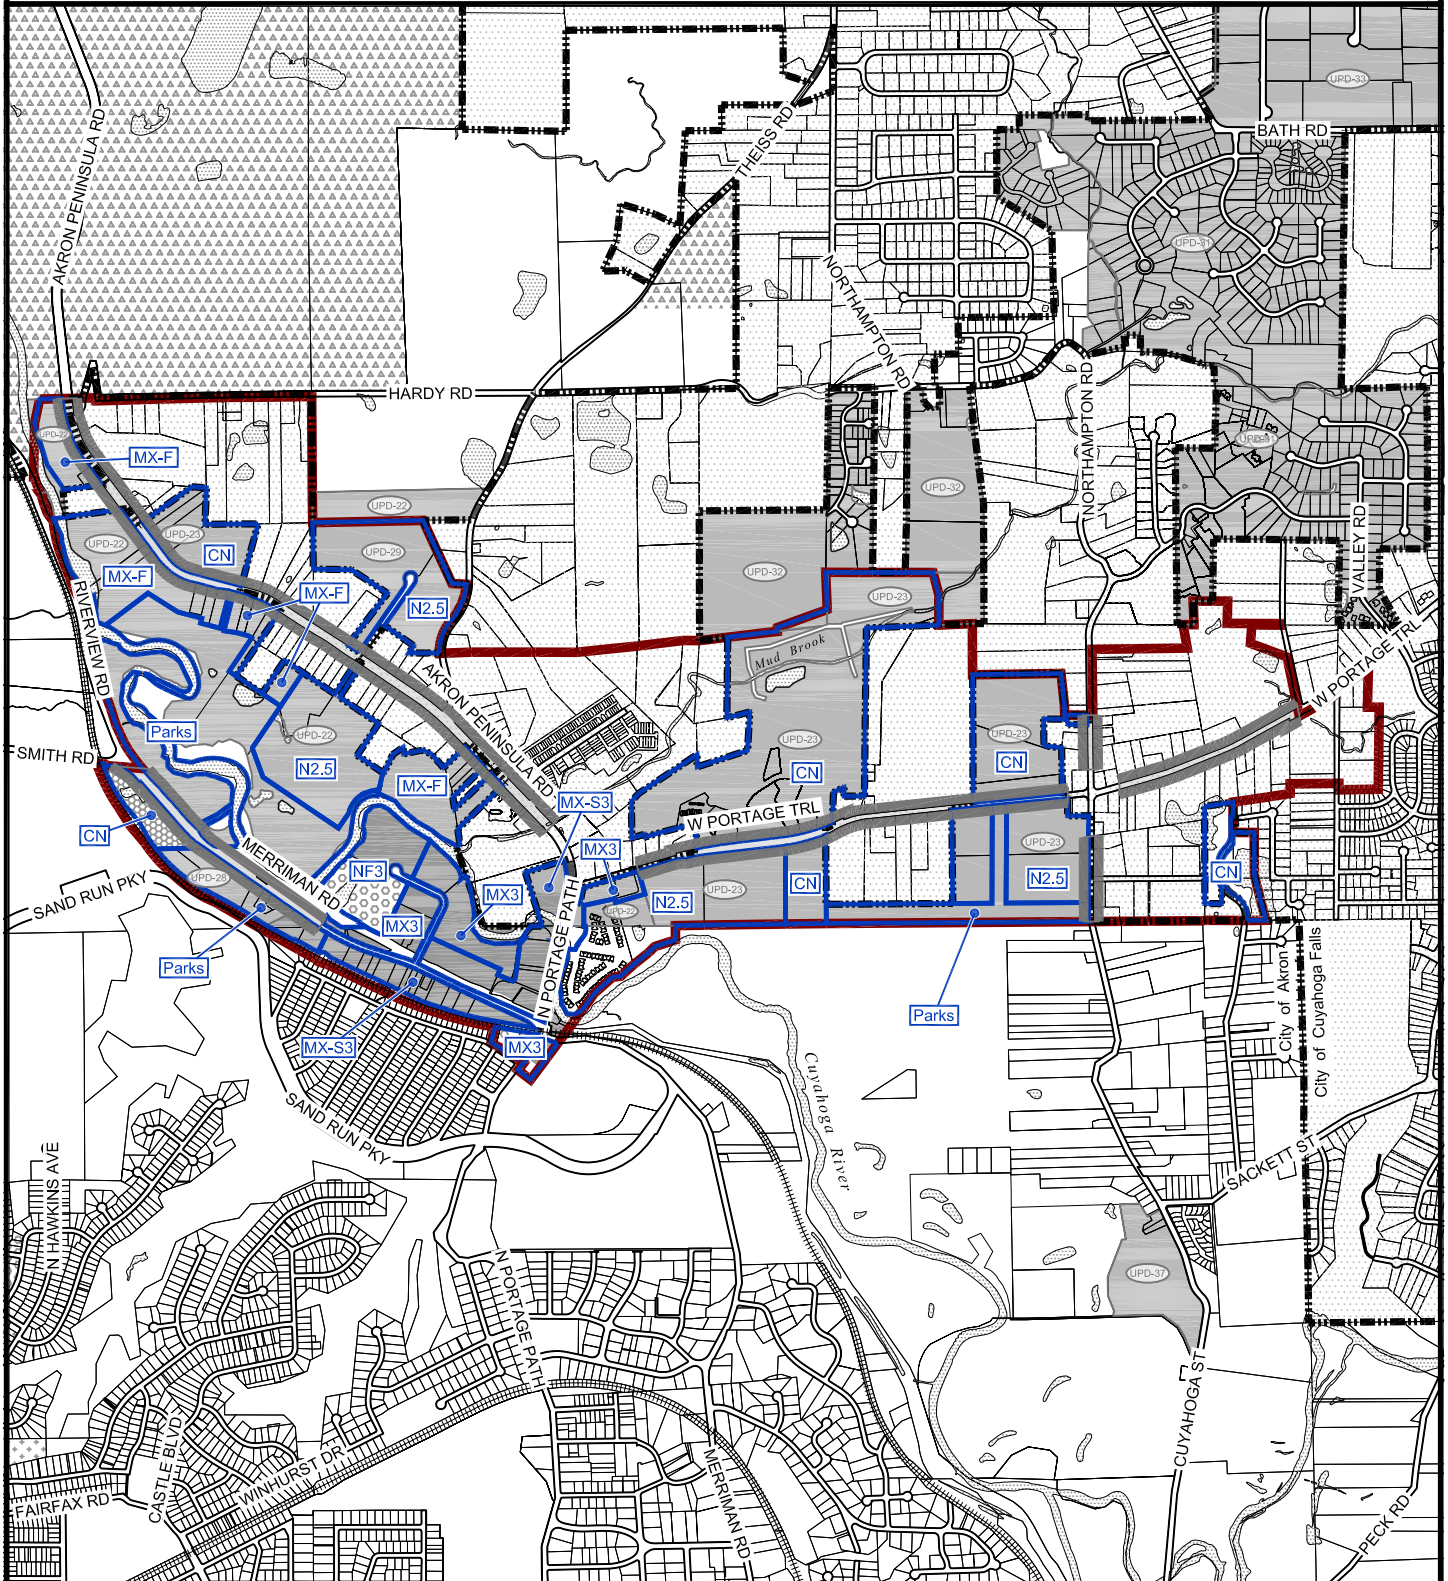 UPD-33
BATH RD
AKRON PENINSULA RD
THEISS RD
UPD-31
NORTHAMPTON RD
HARDY RD
NORTHAMPTON RD
UPD-22
MX-F
UPD-31
UPD-22
UPD-32
VALLEY RD
UPD-22
UPD-23
CN
UPD-29
MX-F
MX-F
N2.5
UPD-32
UPD-23
RIVERVIEW RD
Mud Brook
W PORTAGE TRL
AKRON PENINSULA RD
Parks
UPD-22
UPD-23
UPD-23
SMITH RD
N2.5
MX-F
CN
CN
MX-S3
W PORTAGE TRL
CN
MERRIMAN RD
MX3
UPD-23
NF3
UPD-28
MX3
N2.5
UPD-23
CN
N2.5
CN
SAND RUN PKY
UPD-22
MX3
Parks
N PORTAGE PATH
Parks
MX-S3
MX3
City of Akron
City of Cuyahoga Falls
Cuyahoga River
SAND RUN PKY
N HAWKINS AVE
SACKETT ST
UPD-37
N PORTAGE PATH
CUYAHOGA ST
CASTLE BLVD
WINHURST DR
MERRIMAN RD
FAIRFAX RD
PECK RD